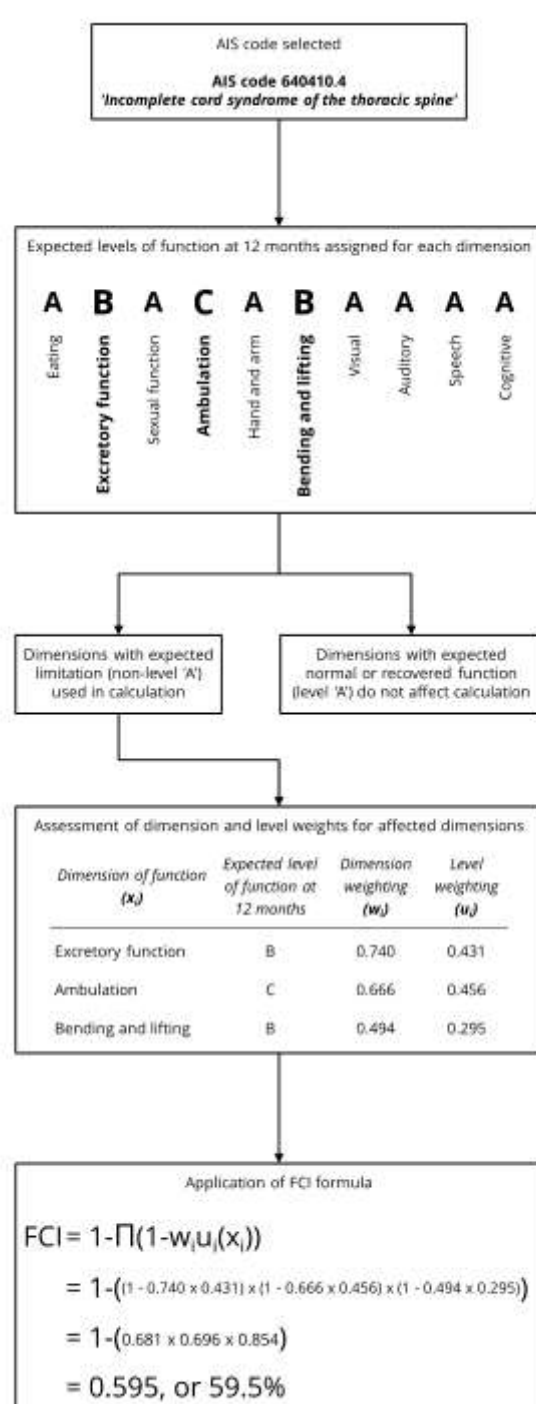 AIS code selected
AIS code 640410.4
'Incomplete cord syndrome of the thoracic spine'
Expected levels of function at 12 months assigned for each dimension
A B A C A B A A A A
Eating
Excretory function
Sexual function
Ambulation
Hand and arm
Bending and lifting
Visual
Auditory
Speech
Cognitive
Dimensions with expected
limitation (non-level 'A')
used in calculation
Dimensions with expected
normal or recovered function
(level 'A') do not affect calculation
Assessment of dimension and level weights for affected dimensions
Dimension of function
(xᵢ)
Expected level
of function at
12 months
Dimension
weighting
(wᵢ)
Level
weighting
(uᵢ)
Excretory function B 0.740 0.431
Ambulation C 0.666 0.456
Bending and lifting B 0.494 0.295
Application of FCI formula
FCI = 1-Π(1-wᵢuᵢ(xᵢ))
= 1-((1 - 0.740 x 0.431) x (1 - 0.666 x 0.456) x (1 - 0.494 x 0.295))
= 1-(0.681 x 0.696 x 0.854)
= 0.595, or 59.5%